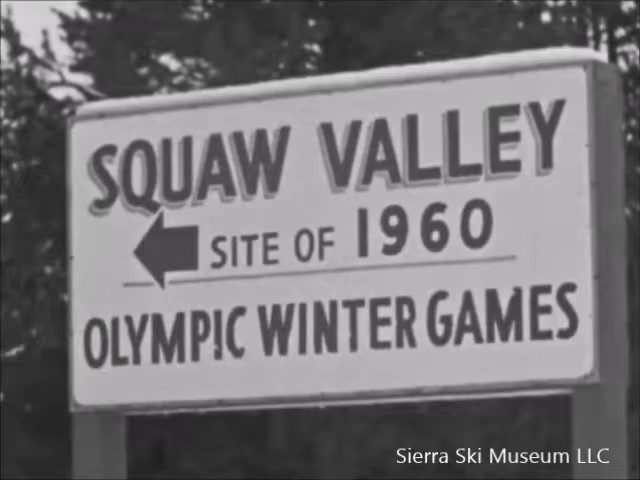 SQUAW VALLEY
SITE OF 1960
OLYMPIC WINTER GAMES
Sierra Ski Museum LLC